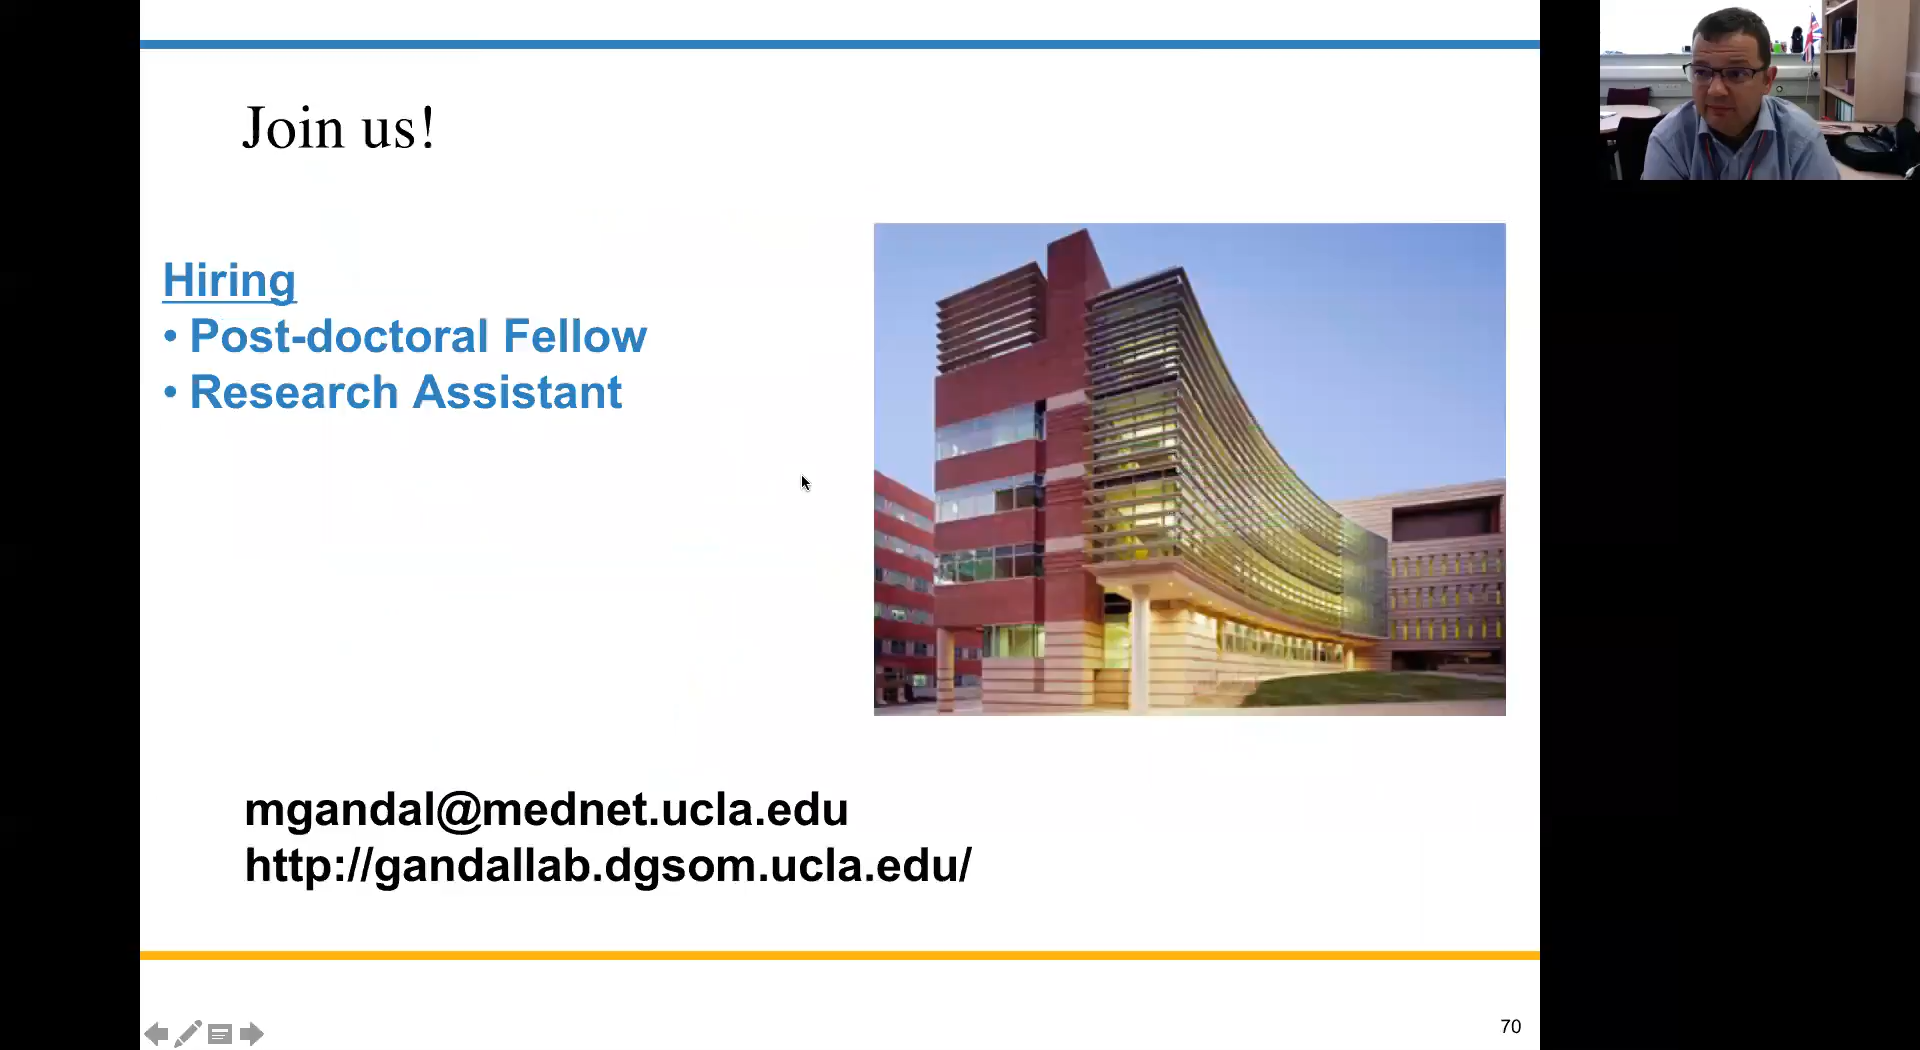 Join us!
Hiring
• Post-doctoral Fellow
• Research Assistant
mgandal@mednet.ucla.edu
http://gandallab.dgsom.ucla.edu/
70